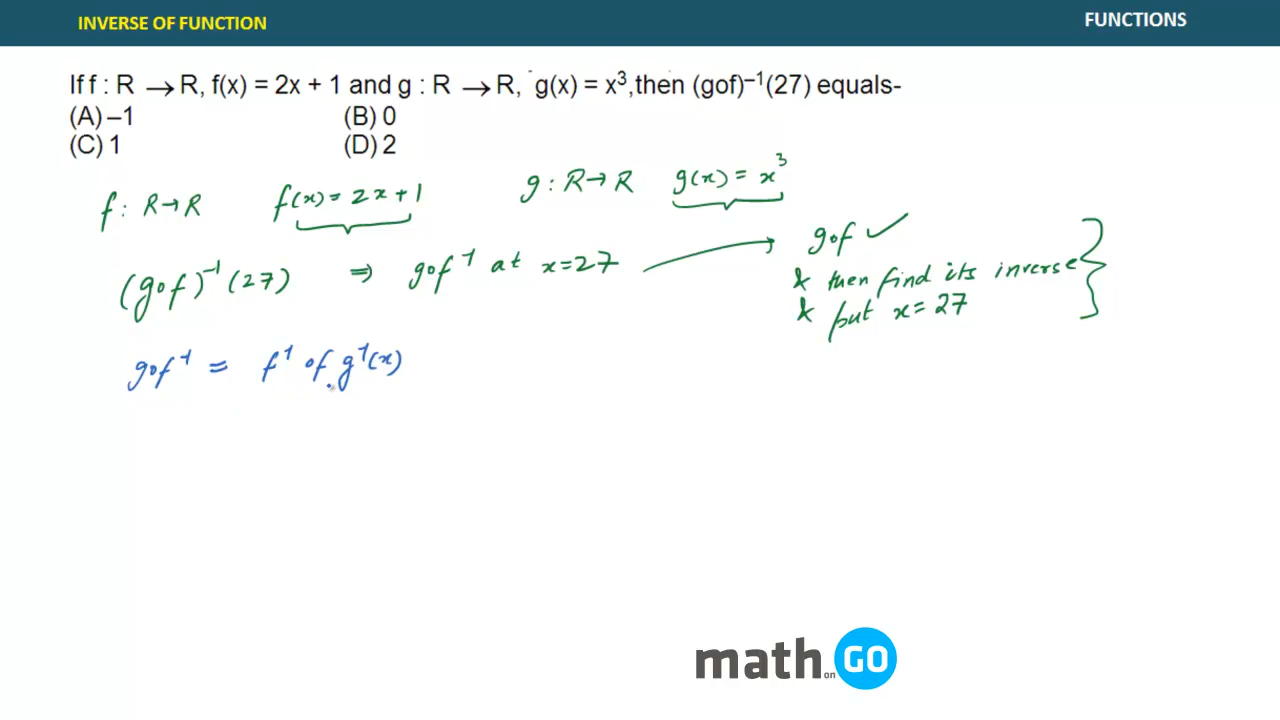 INVERSE OF FUNCTION
FUNCTIONS
If f : R → R, f(x) = 2x + 1 and g : R → R, g(x) = x³, then (gof)⁻¹(27) equals-
(A) –1 (B) 0
(C) 1 (D) 2
f : R→R f(x) = 2x + 1 g : R→R g(x) = x³
(gof)⁻¹(27) ⇒ gof⁻¹ at x=27 → gof ✓
& then find its inverse
& put x = 27
gof⁻¹ = f⁻¹ of g⁻¹(x)
math on GO